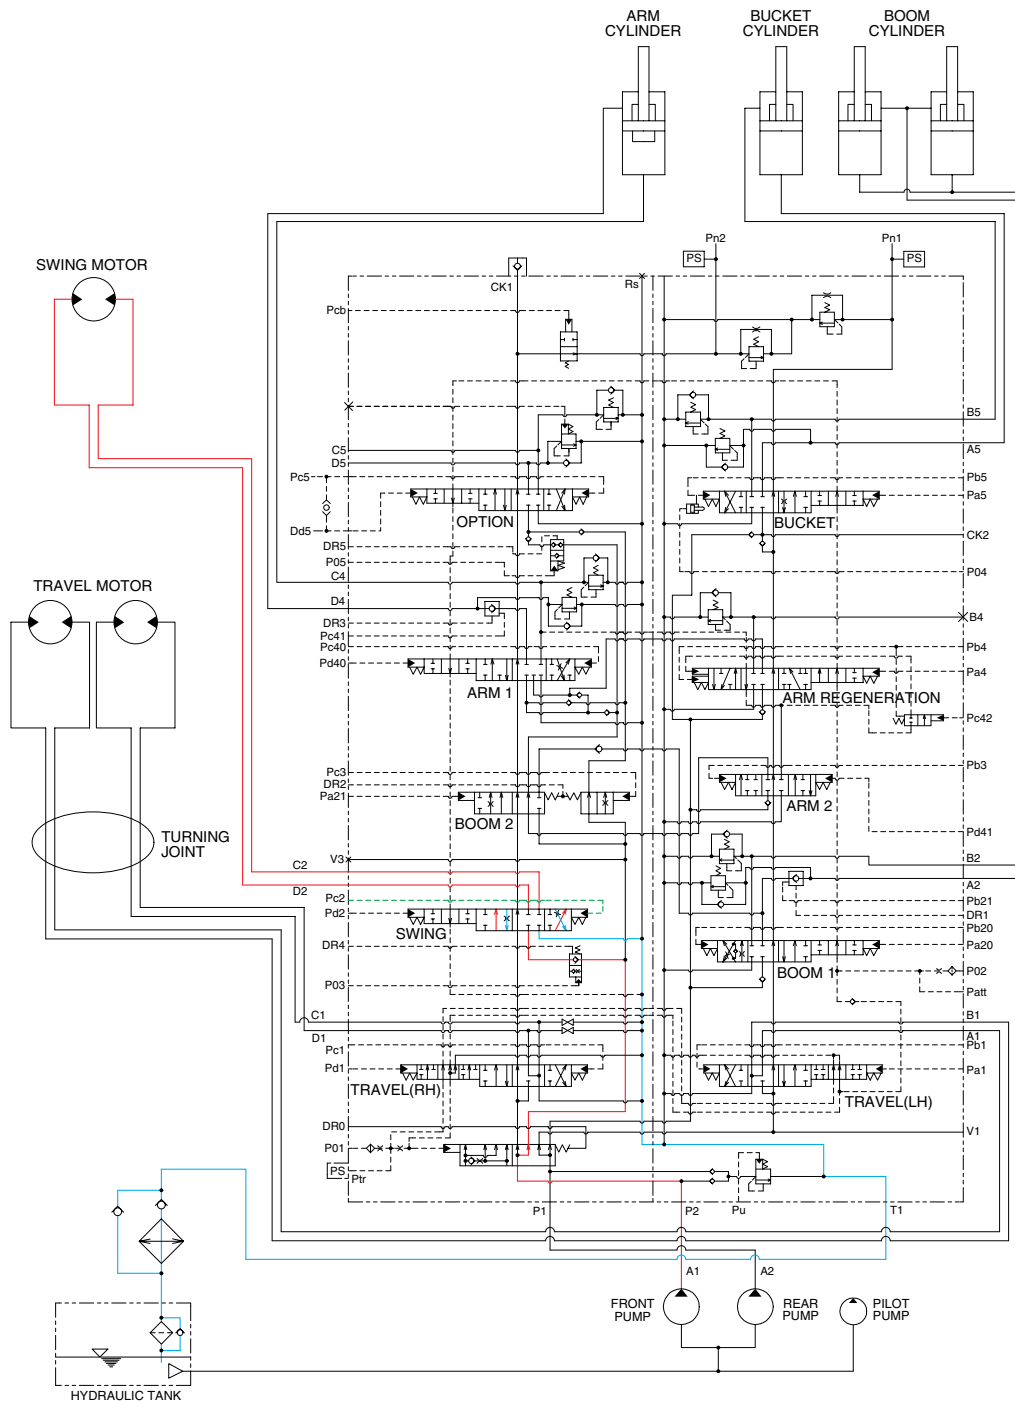 ARM
CYLINDER
BUCKET
CYLINDER
BOOM
CYLINDER
SWING MOTOR
Pn2
Pn1
PS
PS
CK1
Rs
Pcb
C5
D5
B5
A5
Pc5
Pb5
Pa5
OPTION
BUCKET
Dd5
CK2
DR5
P05
P04
C4
TRAVEL MOTOR
D4
B4
DR3
Pc41
Pc40
Pb4
Pd40
Pa4
ARM 1
ARM REGENERATION
Pc42
Pc3
Pb3
DR2
Pa21
ARM 2
BOOM 2
TURNING
JOINT
Pd41
V3
B2
C2
A2
D2
Pc2
Pb21
Pd2
DR1
SWING
Pb20
DR4
Pa20
BOOM 1
P02
P03
Patt
C1
B1
D1
A1
Pc1
Pb1
Pd1
Pa1
TRAVEL(RH)
TRAVEL(LH)
DR0
V1
P01
PS
Ptr
P1
P2
Pu
T1
A1
A2
FRONT
PUMP
REAR
PUMP
PILOT
PUMP
HYDRAULIC TANK